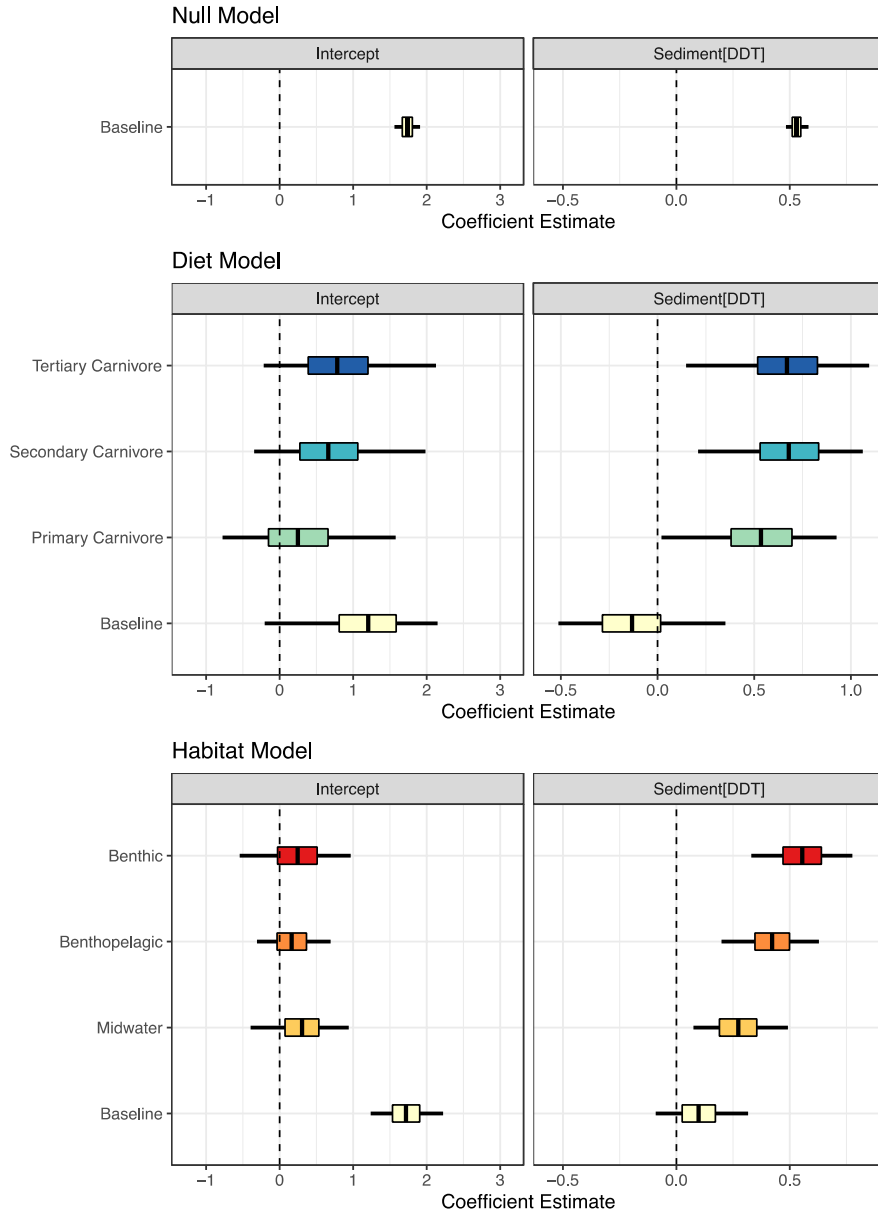 Null Model
Intercept Sediment[DDT]
Baseline
−1 0 1 2 3 −0.5 0.0 0.5
Coefficient Estimate Coefficient Estimate
Diet Model
Intercept Sediment[DDT]
Tertiary Carnivore
Secondary Carnivore
Primary Carnivore
Baseline
−1 0 1 2 3 −0.5 0.0 0.5 1.0
Coefficient Estimate
Habitat Model
Intercept Sediment[DDT]
Benthic
Benthopelagic
Midwater
Baseline
−1 0 1 2 3 −0.5 0.0 0.5
Coefficient Estimate